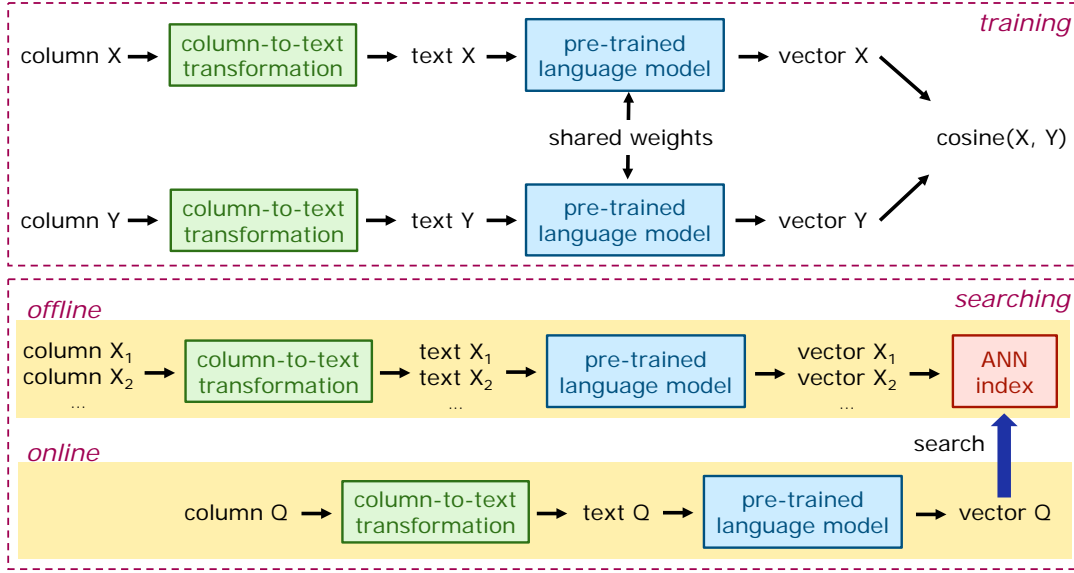 training
column X
column-to-text
transformation
text X
pre-trained
language model
vector X
shared weights
cosine(X, Y)
column Y
column-to-text
transformation
text Y
pre-trained
language model
vector Y
searching
offline
column X₁
column X₂
...
column-to-text
transformation
text X₁
text X₂
...
pre-trained
language model
vector X₁
vector X₂
...
ANN
index
search
online
column Q
column-to-text
transformation
text Q
pre-trained
language model
vector Q